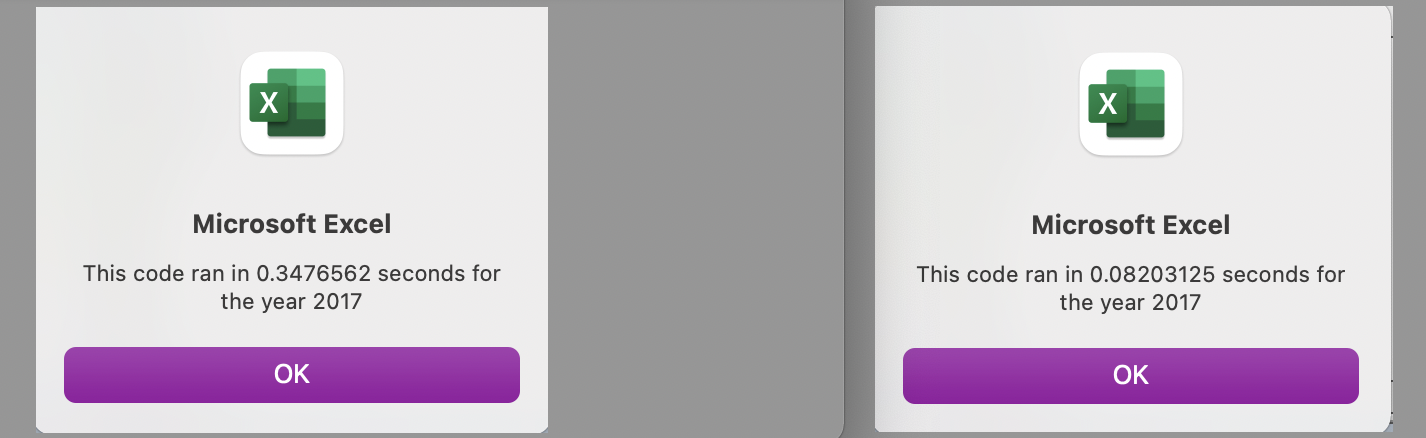 X
Microsoft Excel
This code ran in 0.3476562 seconds for
the year 2017
OK
X
Microsoft Excel
This code ran in 0.08203125 seconds for
the year 2017
OK